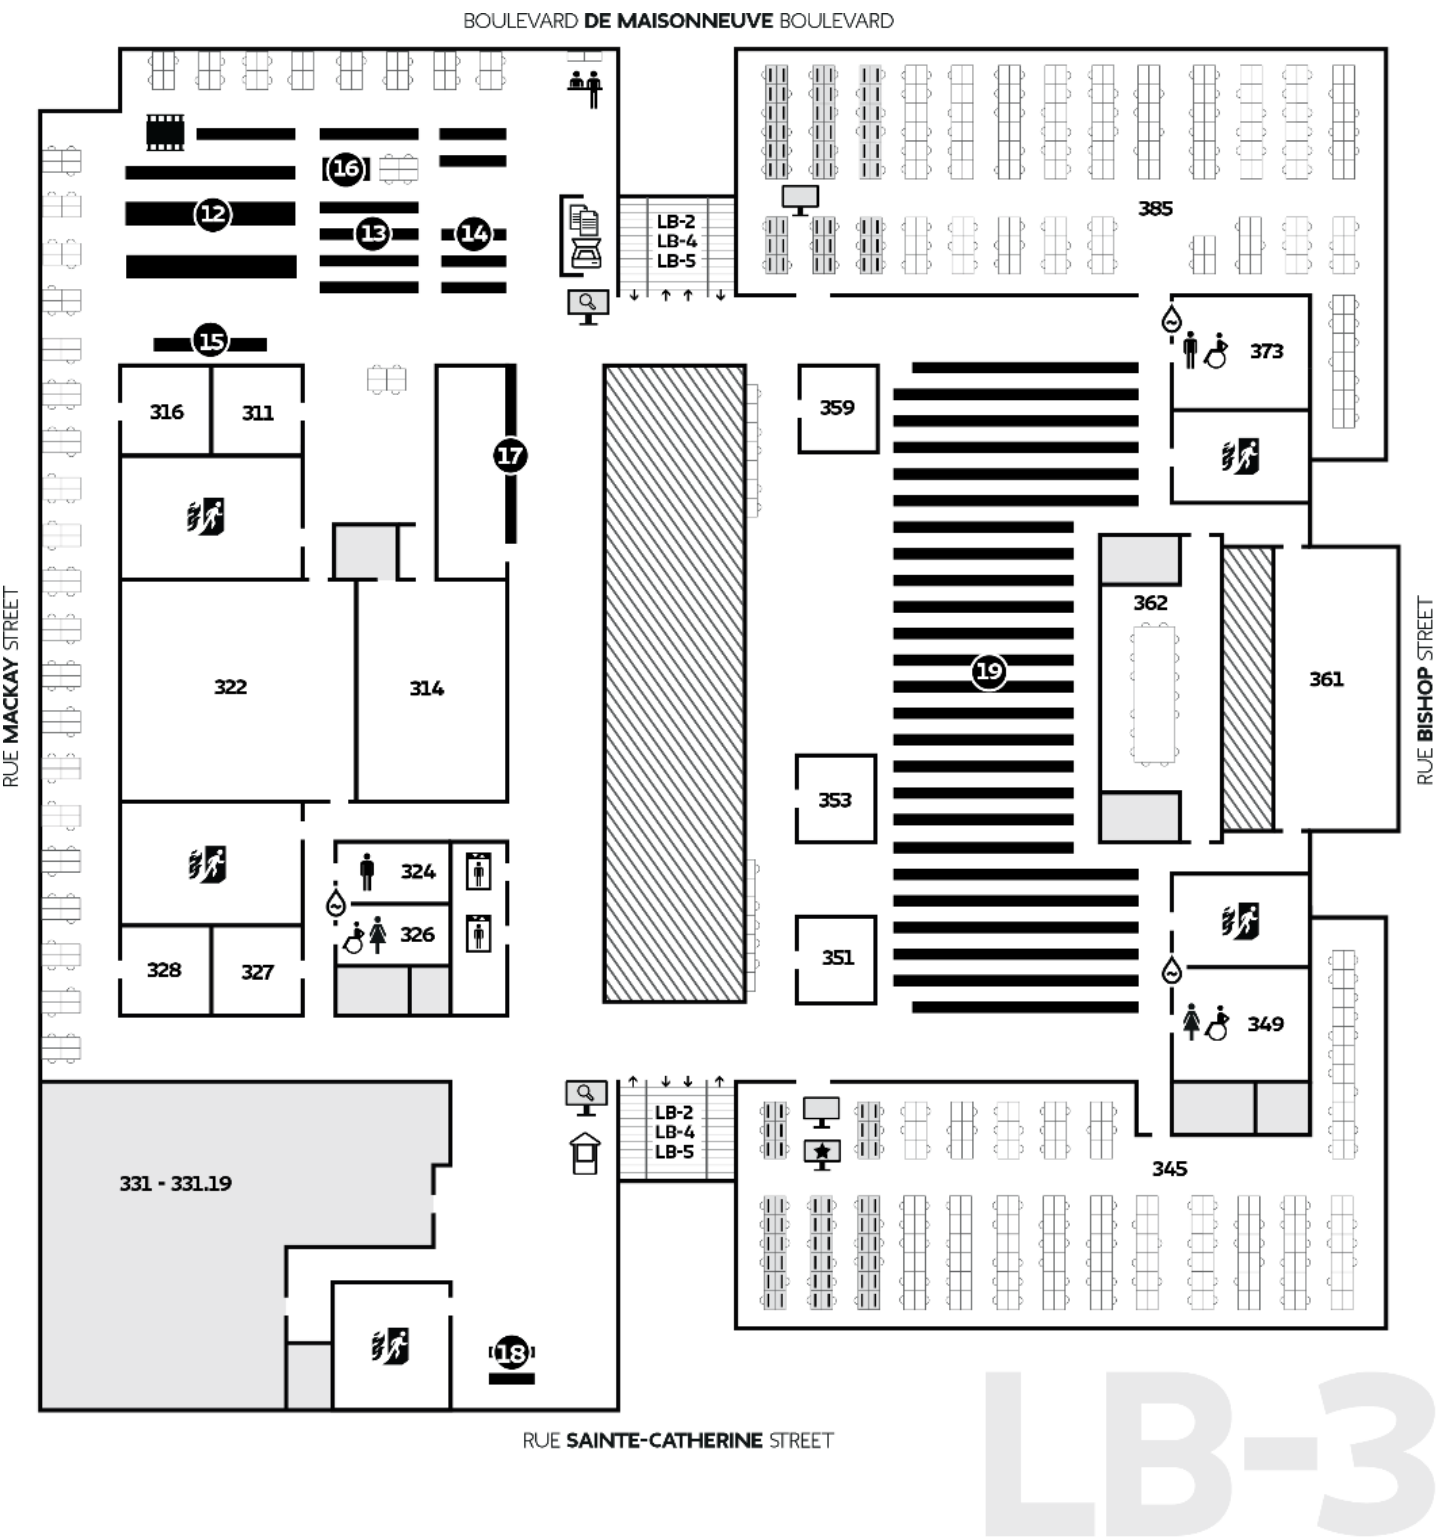 BOULEVARD DE MAISONNEUVE BOULEVARD
16
12
13
14
15
LB-2
LB-4
LB-5
385
373
316
311
17
359
362
361
19
322
314
353
324
326
328
327
351
349
RUE MACKAY STREET
RUE BISHOP STREET
LB-2
LB-4
LB-5
345
331 - 331.19
18
RUE SAINTE-CATHERINE STREET
LB-3